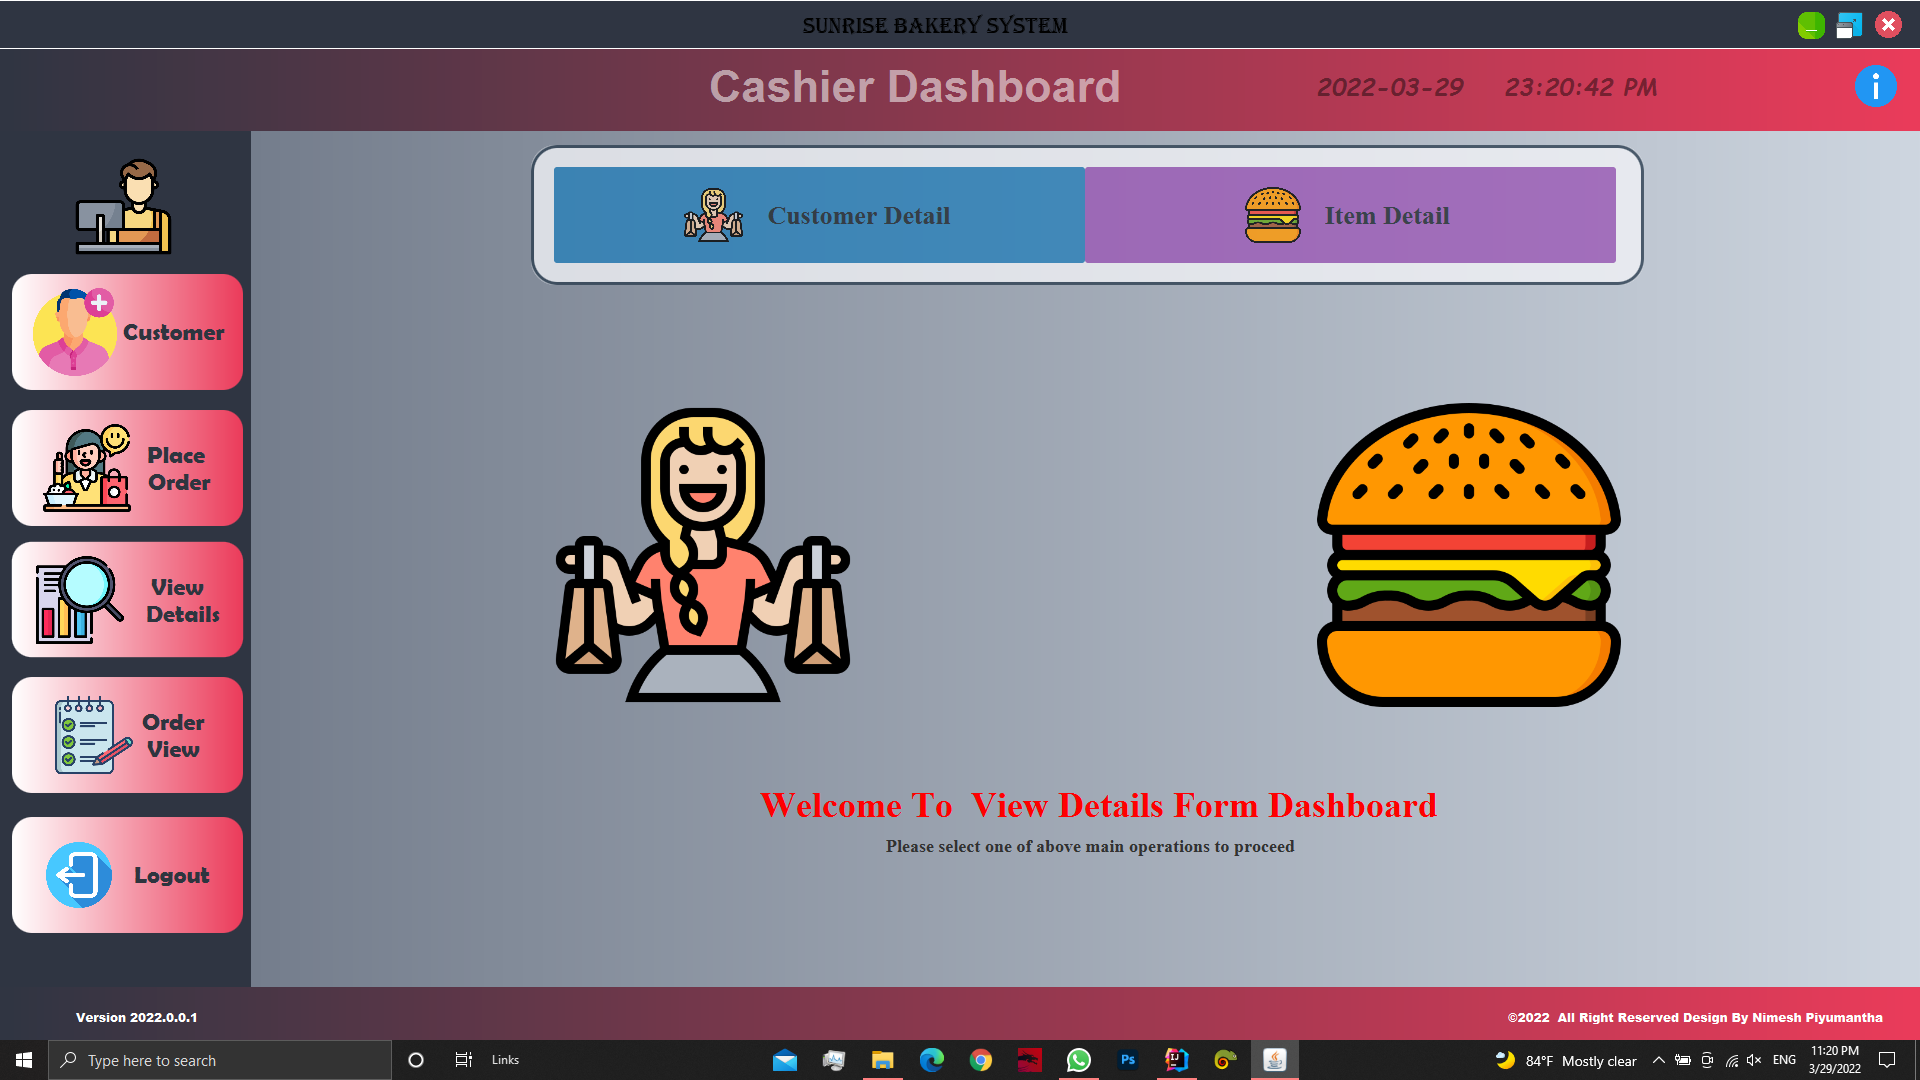 SUNRISE BAKERY SYSTEM
Cashier Dashboard
2022-03-29 23:20:42 PM
Customer Detail
Item Detail
Customer
Place
Order
View
Details
Order
View
Logout
Welcome To  View Details Form Dashboard
Please select one of above main operations to proceed
Version 2022.0.0.1
©2022  All Right Reserved Design By Nimesh Piyumantha
Type here to search
Links
Ps
84°F Mostly clear
ENG
11:20 PM
3/29/2022